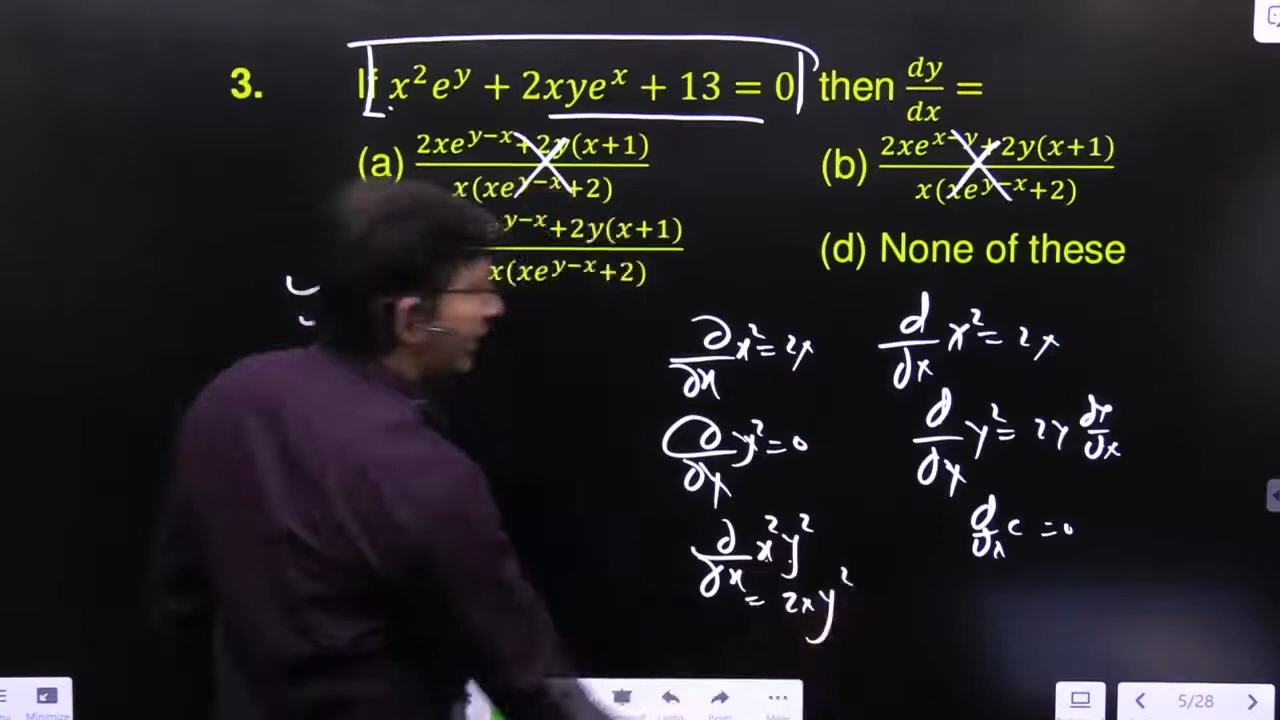 3. If x²eʸ + 2xyeˣ + 13 = 0 then dy/dx =
(a) 2xe^(y−x)+2y(x+1) / x(xe^(y−x)+2)
(b) 2xe^(x−y)+2y(x+1) / x(xe^(y−x)+2)
e^(y−x)+2y(x+1) / x(xe^(y−x)+2)
(d) None of these
∂/∂x x² = 2x
d/dx x² = 2x
∂/∂x y² = 0
d/dx y² = 2y dy/dx
d/dx c = 0
∂/∂x x²y²
= 2xy²
Minimize
5/28